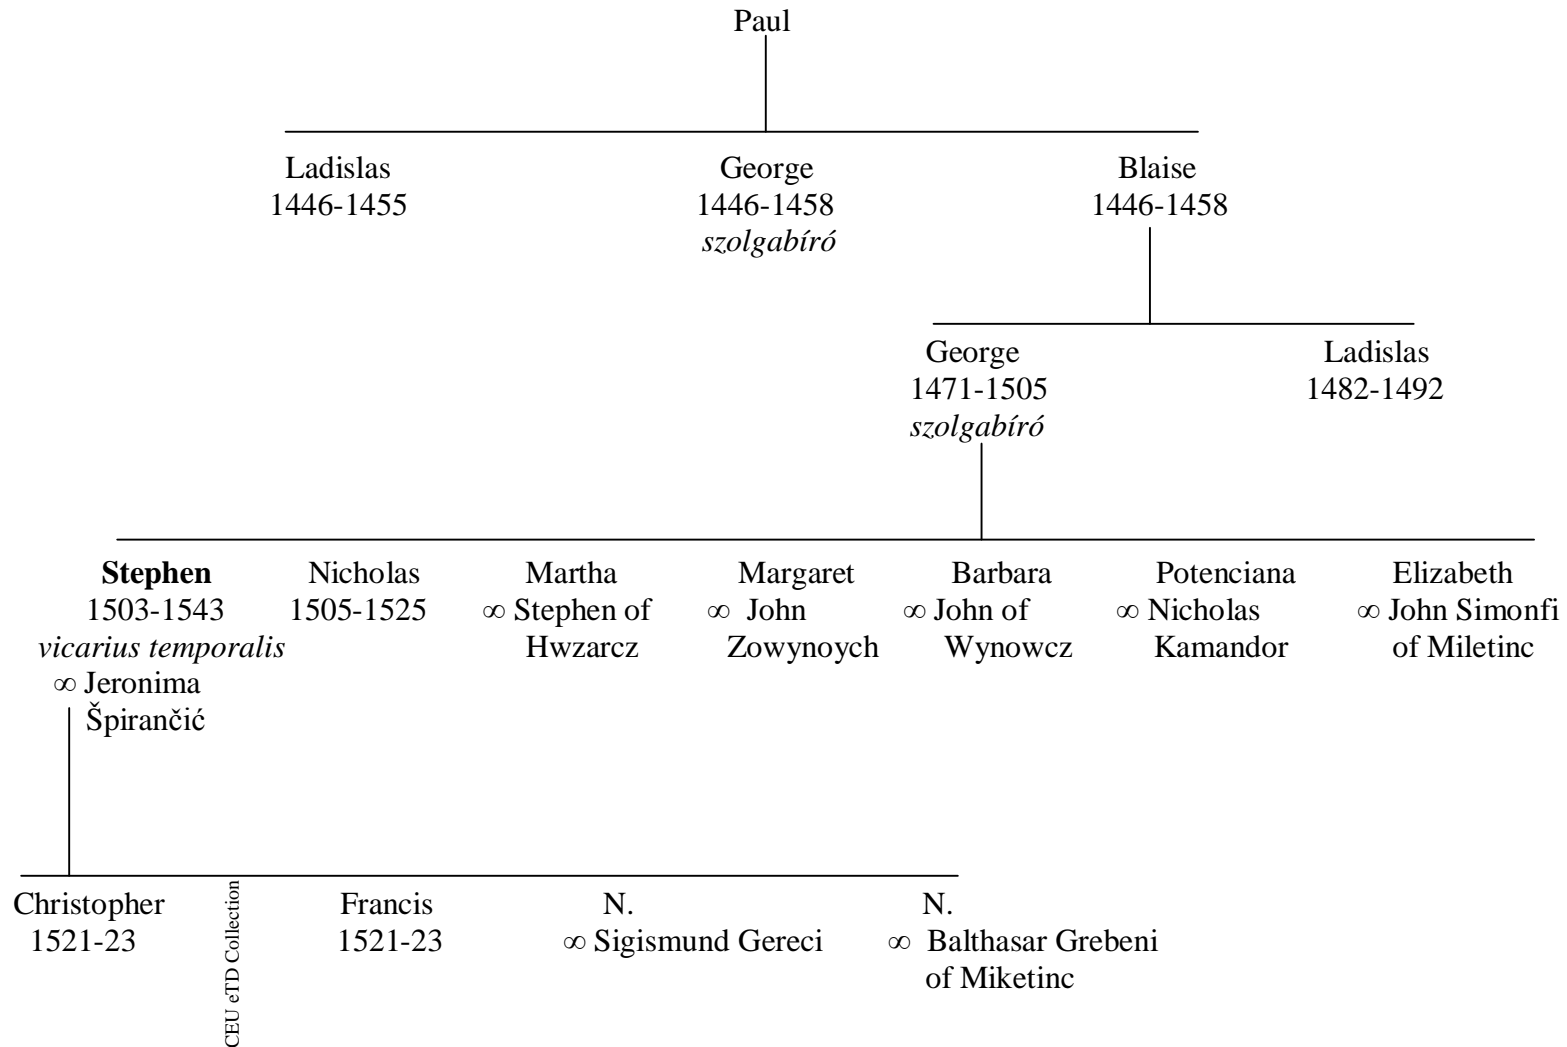 Paul
Ladislas George Blaise
1446-1455 1446-1458 1446-1458
szolgabíró
George Ladislas
1471-1505 1482-1492
szolgabíró
Stephen Nicholas Martha Margaret Barbara Potenciana Elizabeth
1503-1543 1505-1525 ∞ Stephen of ∞ John ∞ John of ∞ Nicholas ∞ John Simonfi
vicarius temporalis Hwzarcz Zowynoych Wynowcz Kamandor of Miletinc
∞ Jeronima
Špirančić
Christopher Francis N. N.
1521-23 1521-23 ∞ Sigismund Gereci ∞ Balthasar Grebeni
of Miketinc
CEU eTD Collection